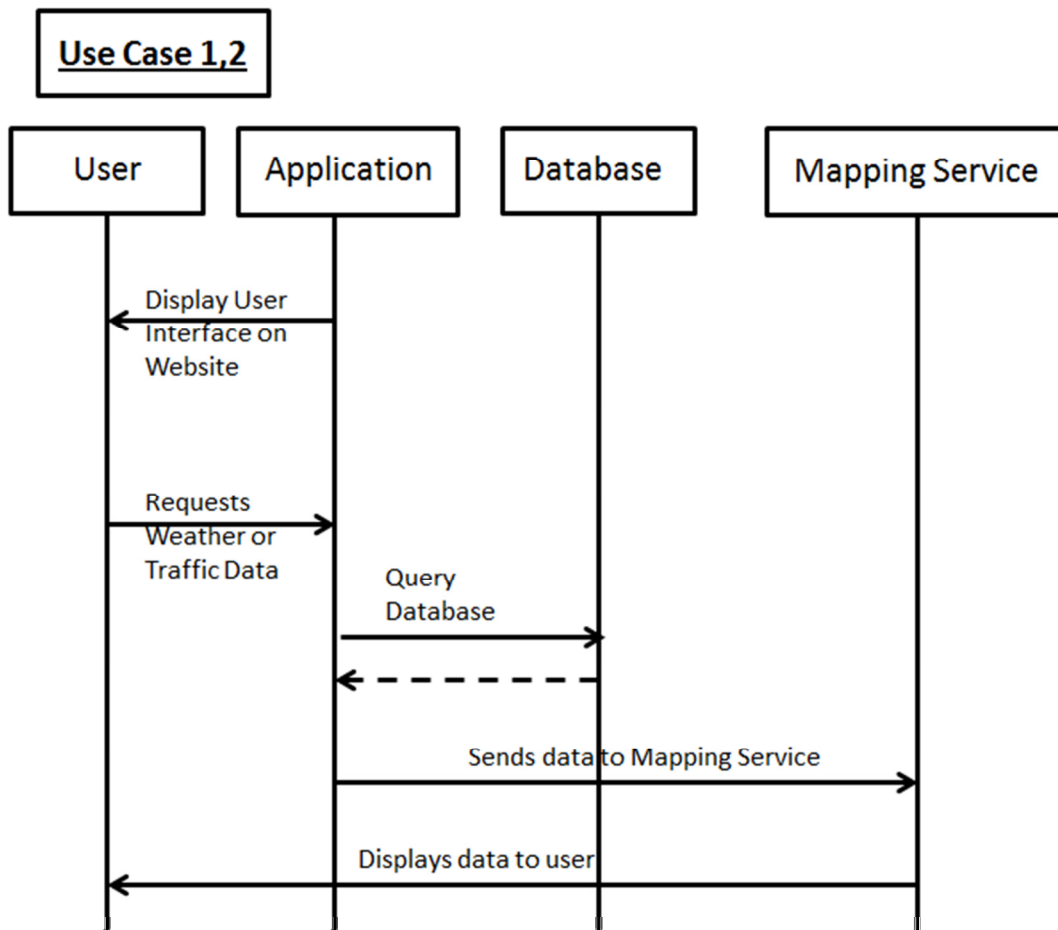 Use Case 1,2
User
Application
Database
Mapping Service
Display User
Interface on
Website
Requests
Weather or
Traffic Data
Query
Database
Sends data to Mapping Service
Displays data to user